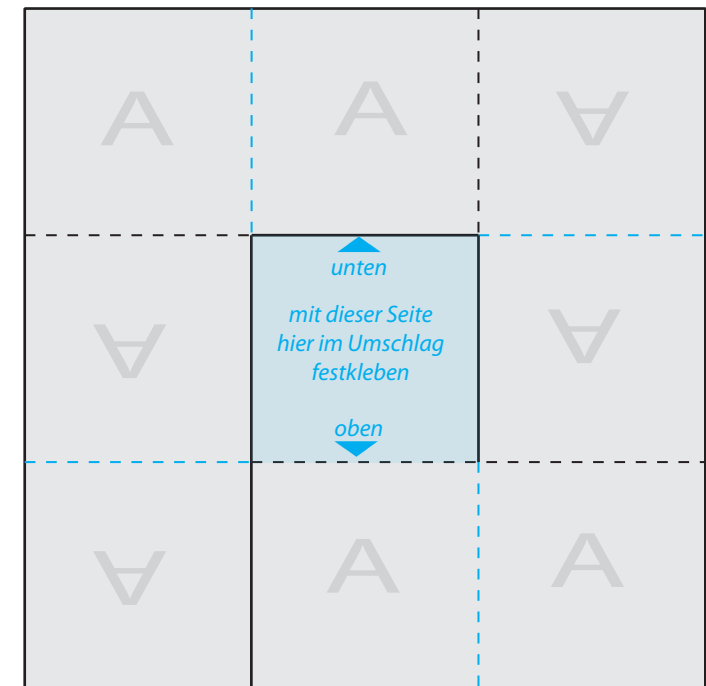 A A A
unten
mit dieser Seite
hier im Umschlag
festkleben
oben
A A
A A A